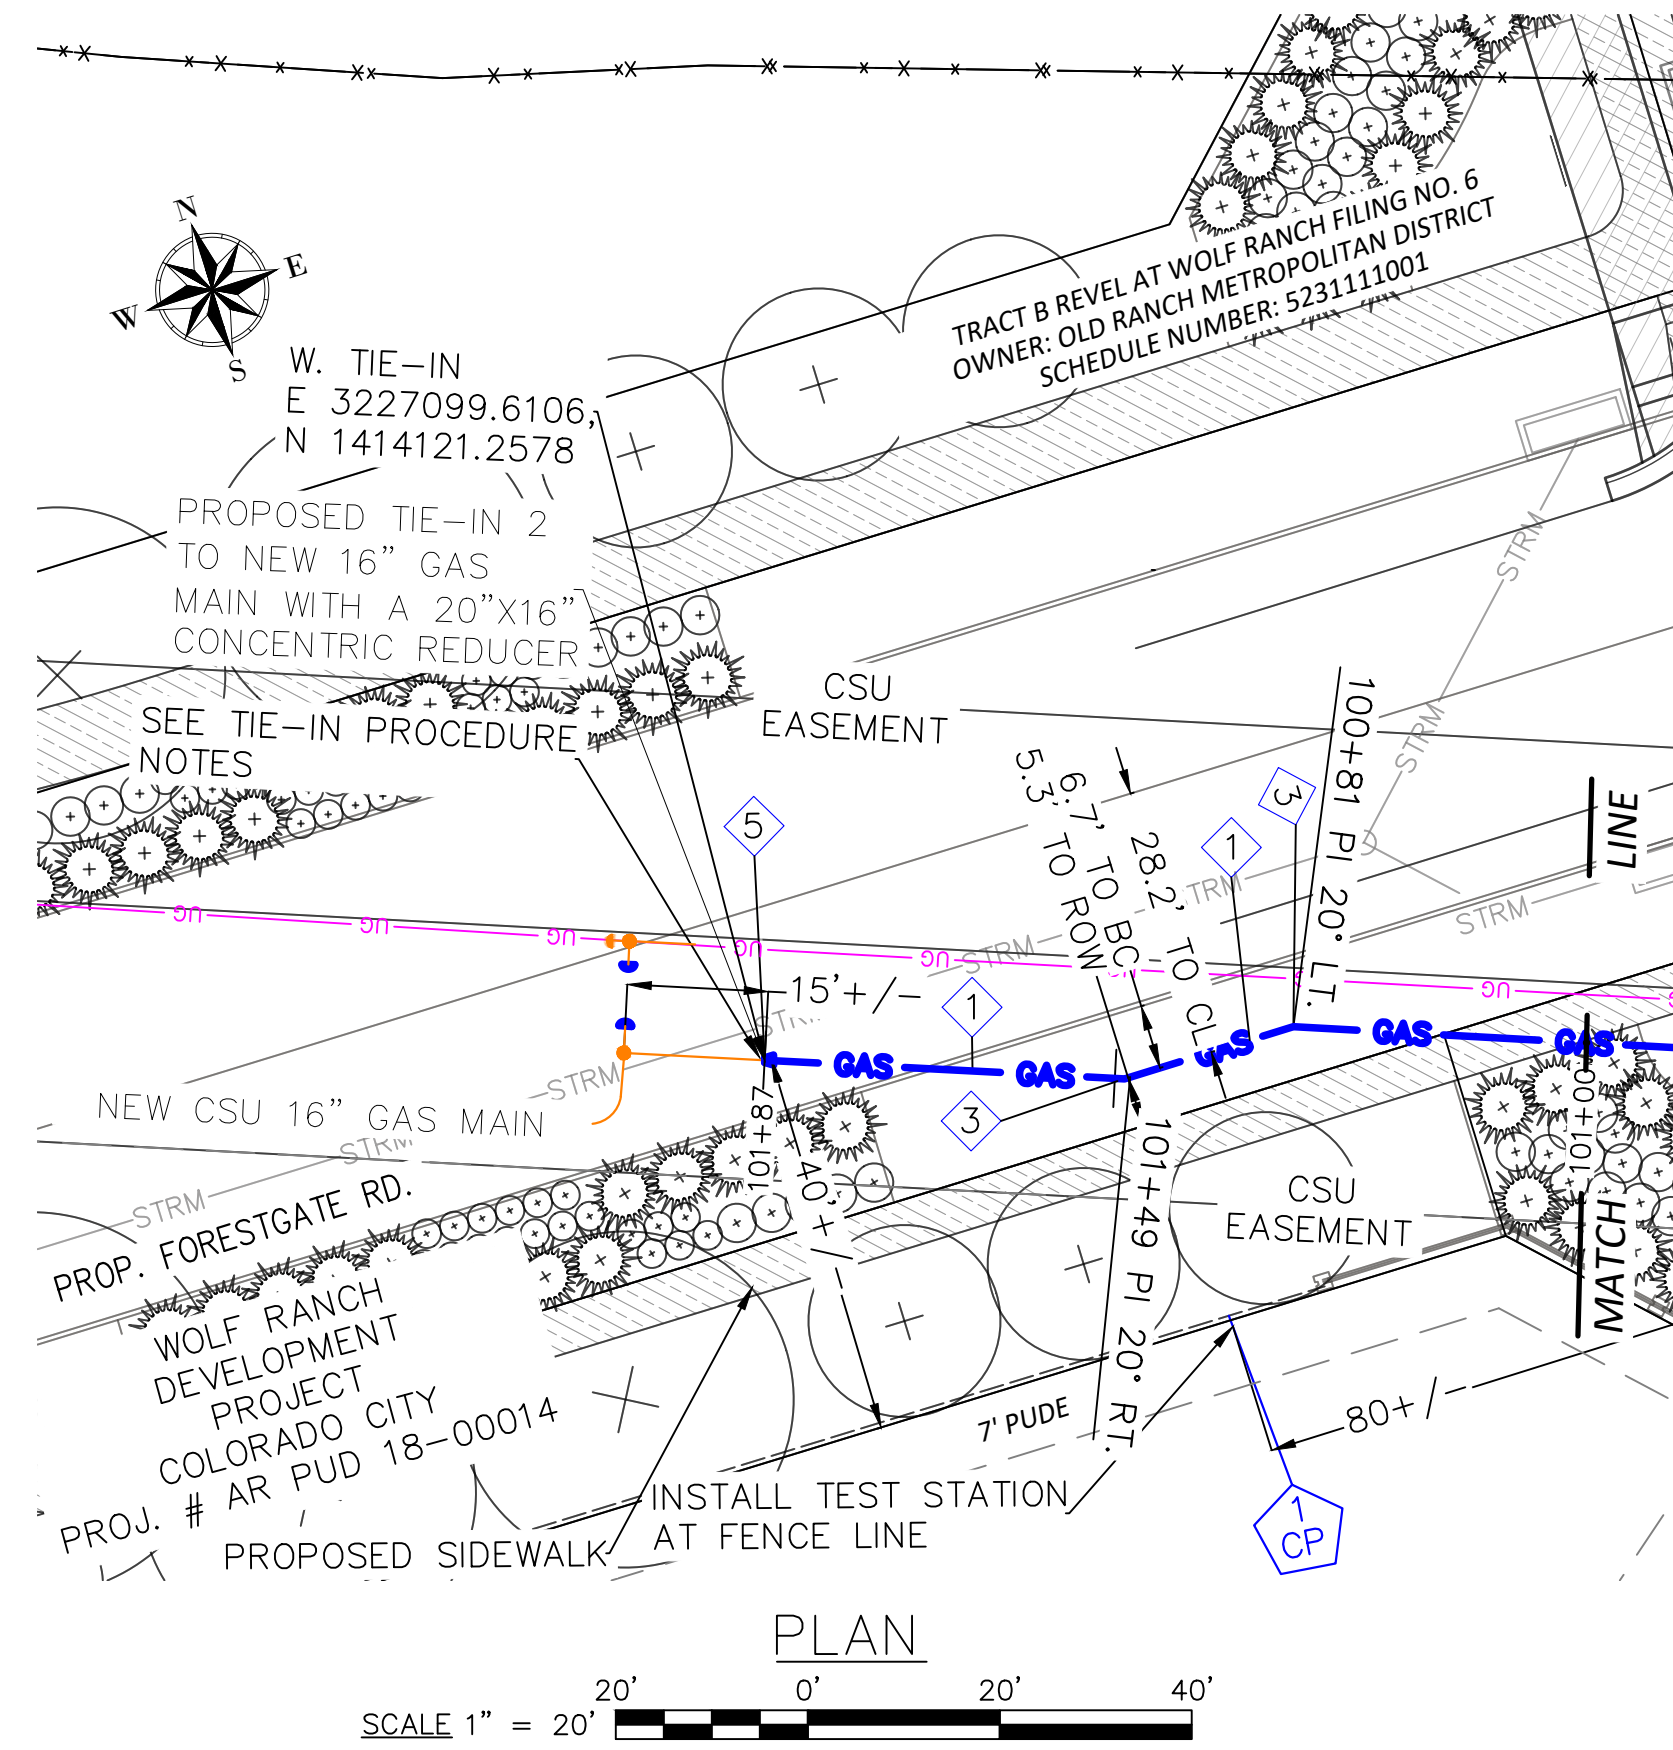 N
E
W
S
TRACT B REVEL AT WOLF RANCH FILING NO. 6
OWNER: OLD RANCH METROPOLITAN DISTRICT
SCHEDULE NUMBER: 5231111001
W. TIE-IN
E 3227099.6106,
N 1414121.2578
PROPOSED TIE-IN 2
TO NEW 16" GAS
MAIN WITH A 20"X16"
CONCENTRIC REDUCER
SEE TIE-IN PROCEDURE
NOTES
CSU
EASEMENT
STRM
STRM
5
6.7' TO BC
5.3' TO ROW
28.2' TO CL
1
3
100+81 PI 20° LT.
LINE
STRM
STRM
STRM
UG
UG
UG
UG
UG
UG
15'+/-
1
GAS
GAS
GAS
GAS
GAS
STRM
NEW CSU 16" GAS MAIN
STRM
STRM
3
101+87
40'+/-
101+49 PI 20° RT.
101+00
MATCH
CSU
EASEMENT
PROP. FORESTGATE RD.
WOLF RANCH
DEVELOPMENT
PROJECT
COLORADO CITY
PROJ. # AR PUD 18-00014
7' PUDE
80+/-
INSTALL TEST STATION
AT FENCE LINE
PROPOSED SIDEWALK
1
CP
PLAN
20' 0' 20' 40'
SCALE 1" = 20'